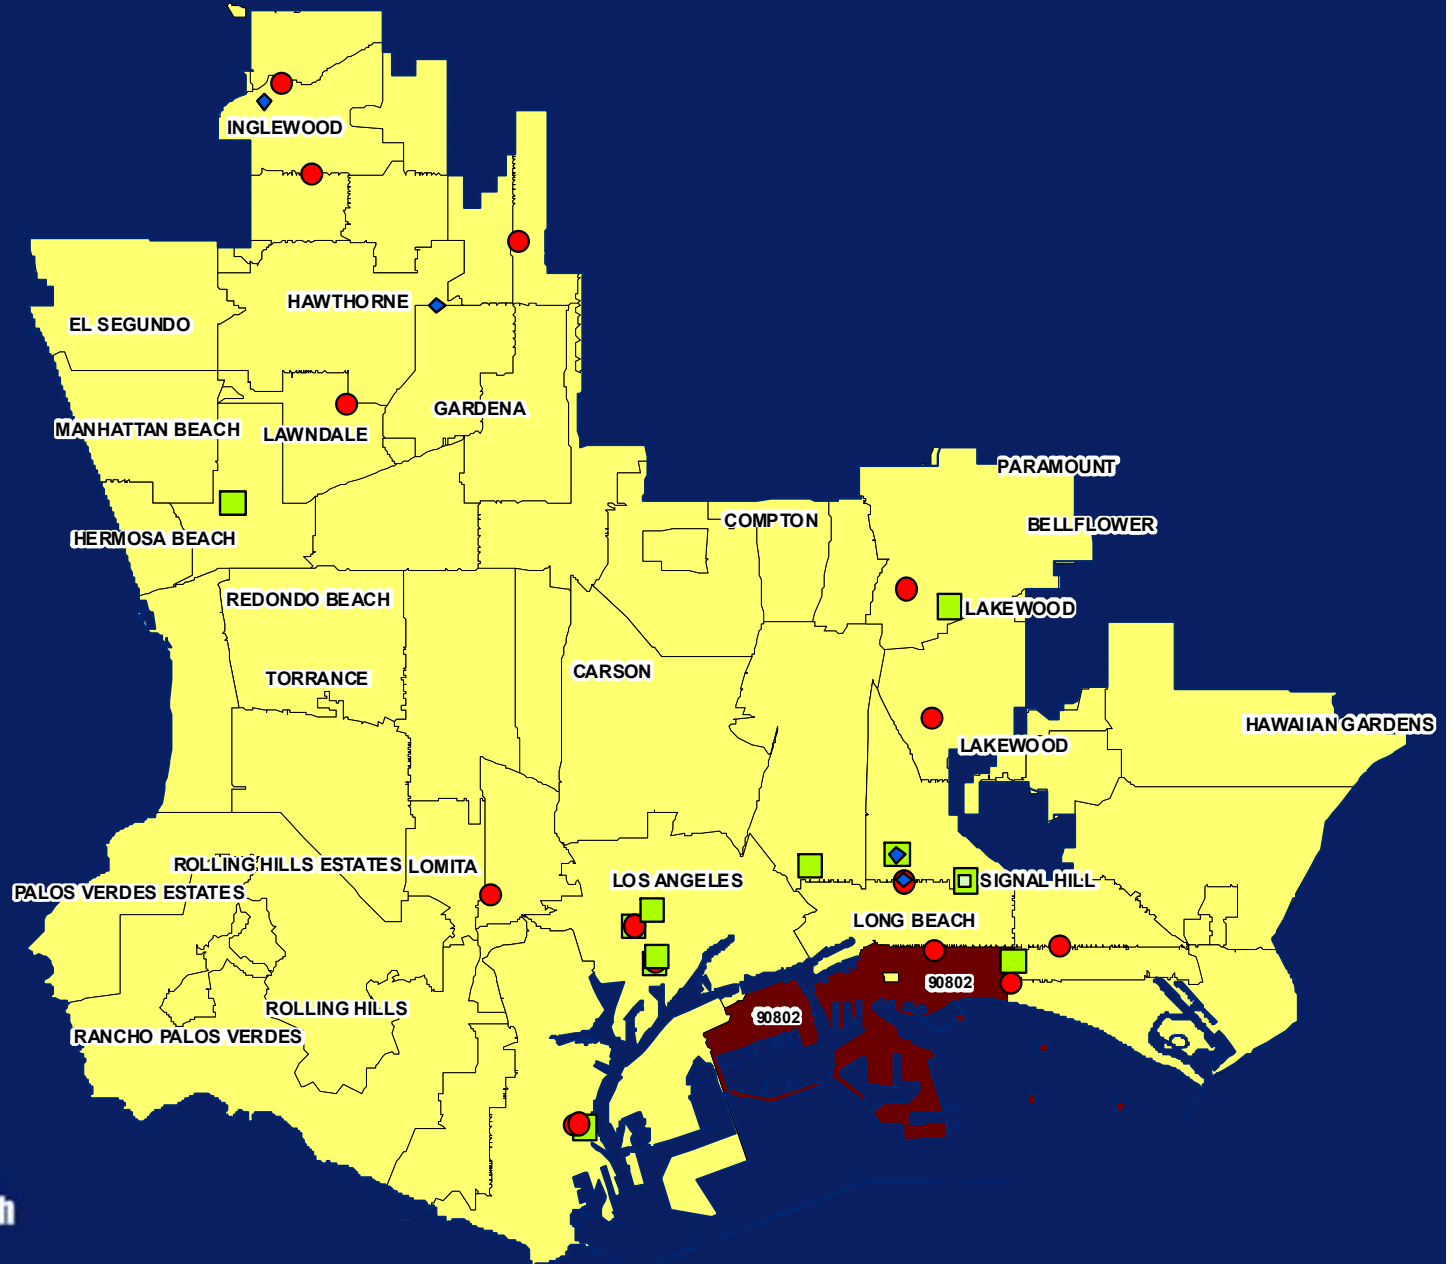 INGLEWOOD
HAWTHORNE
EL SEGUNDO
GARDENA
MANHATTAN BEACH
LAWNDALE
PARAMOUNT
COMPTON
BELLFLOWER
HERMOSA BEACH
REDONDO BEACH
LAKEWOOD
CARSON
TORRANCE
HAWAIIAN GARDENS
LAKEWOOD
ROLLING HILLS ESTATES
LOMITA
LOS ANGELES
SIGNAL HILL
PALOS VERDES ESTATES
LONG BEACH
90802
ROLLING HILLS
90802
RANCHO PALOS VERDES
h